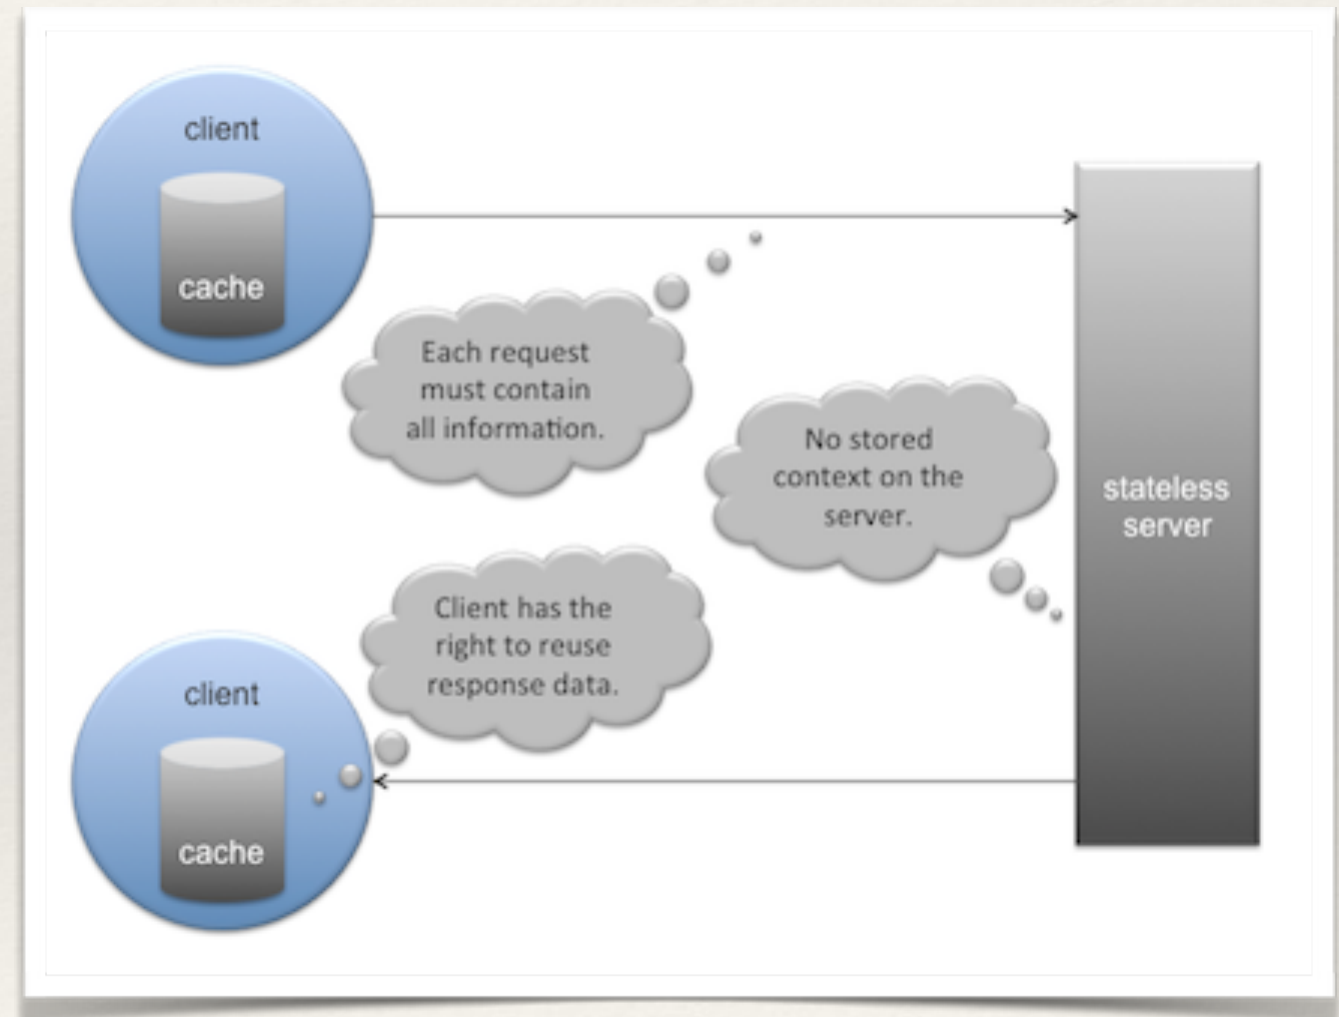 client
cache
Each request
must contain
all information.
No stored
context on the
server.
stateless
server
Client has the
right to reuse
response data.
client
cache